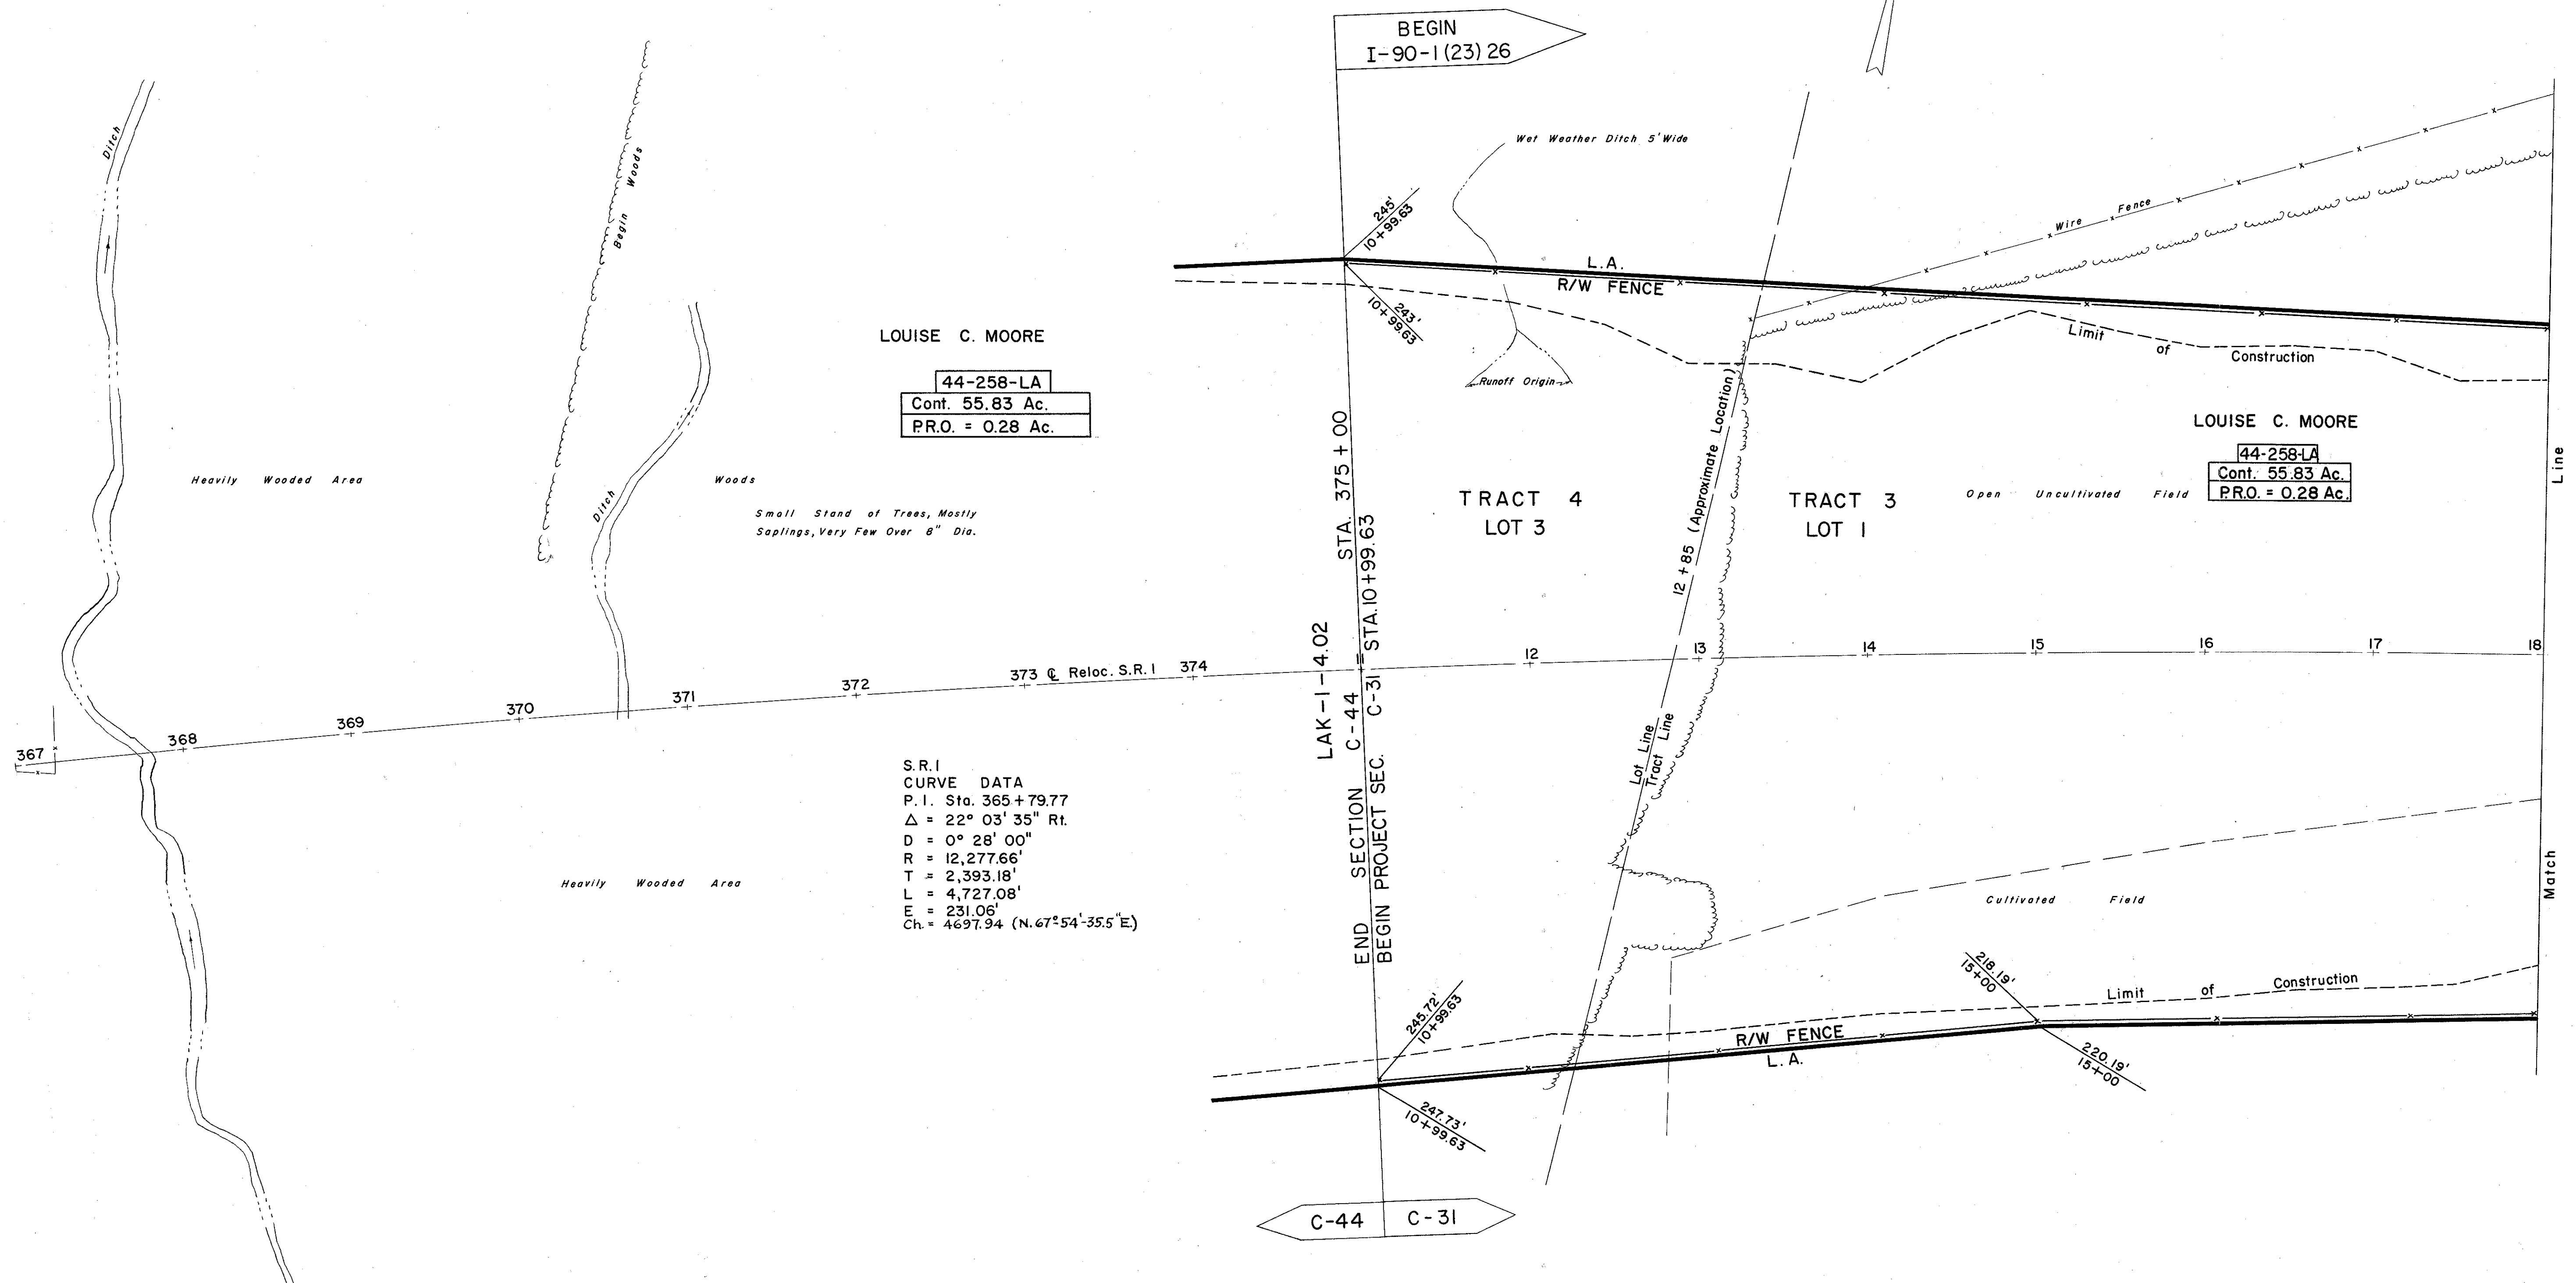 BEGIN
I-90-1(23)26
Ditch
Begin Woods
Wet Weather Ditch 5' Wide
245'
10+99.63
243'
10+99.63
L.A.
R/W FENCE
Wire Fence
Limit of Construction
Runoff Origin
LOUISE C. MOORE
44-258-LA
Cont. 55.83 Ac.
P.R.O. = 0.28 Ac.
LOUISE C. MOORE
44-258-LA
Cont. 55.83 Ac.
P.R.O. = 0.28 Ac.
Heavily Wooded Area
Ditch
Woods
Small Stand of Trees, Mostly
Saplings, Very Few Over 6" Dia.
TRACT 4
LOT 3
12+85 (Approximate Location)
TRACT 3
LOT 1
Open Uncultivated Field
LAK-1-4.02
END SECTION C-44 STA. 375+00
BEGIN PROJECT SEC. C-31 = STA. 10+99.63
367 368 369 370 371 372 373 ℄ Reloc. S.R.1 374 12 13 14 15 16 17 18
Lot Line
Tract Line
Match Line
S.R.1
CURVE DATA
P.I. Sta. 365+79.77
Δ = 22° 03' 35" Rt.
D = 0° 28' 00"
R = 12,277.66'
T = 2,393.18'
L = 4,727.08'
E = 231.06'
Ch. = 4697.94 (N.67°-54'-35.5"E.)
Heavily Wooded Area
Cultivated Field
218.19'
15+00
Limit of Construction
245.72'
10+99.63
R/W FENCE
L.A.
220.19'
15+00
247.73'
10+99.63
C-44
C-31